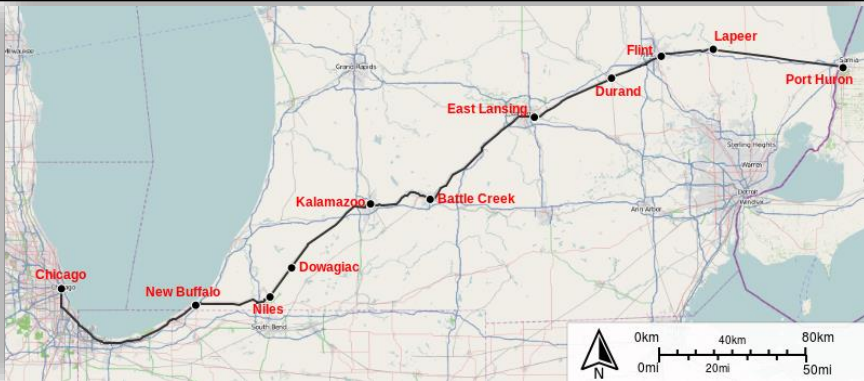 Milwaukee
Grand Rapids
Flint
Lapeer
Sarnia
Port Huron
Durand
East Lansing
Sterling Heights
Warren
Detroit
Windsor
Ann Arbor
Kalamazoo
Battle Creek
Dowagiac
Chicago
New Buffalo
Niles
South Bend
N
0km
40km
80km
0mi
20mi
50mi